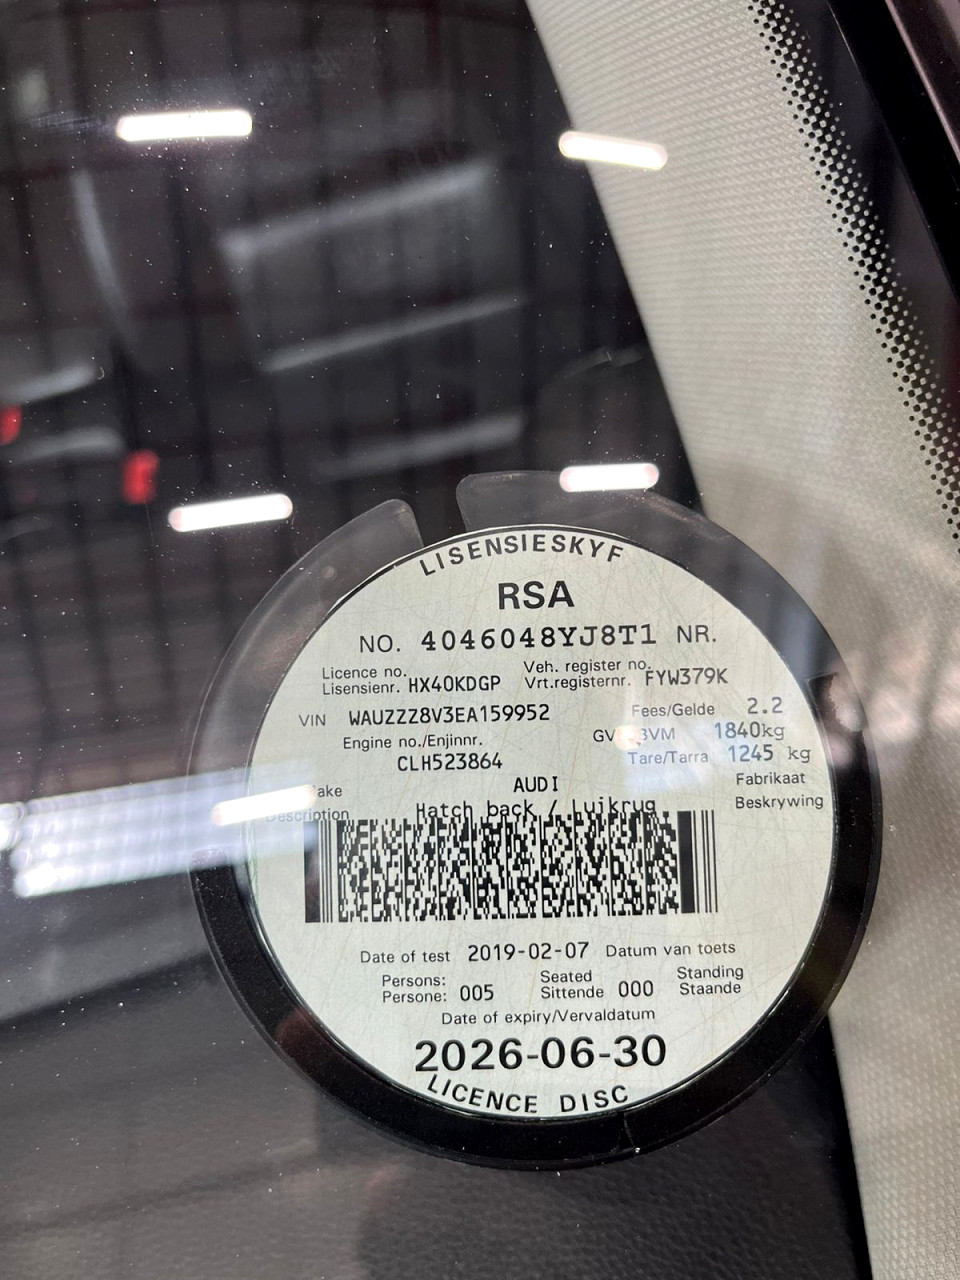 LISENSIESKYF
RSA
NO. 4046048YJ8T1 NR.
Licence no. Veh. register no.
Lisensienr. HX40KDGP Vrt.registernr. FYW379K
VIN WAUZZZ8V3EA159952 Fees/Gelde 2.2
Engine no./Enjinnr. 1840kg
CLH523864 Tare/Tarra 1245 kg
AUDI Fabrikaat
Description Hatch back / Luikrug Beskrywing
Date of test 2019-02-07 Datum van toets
Persons: Seated Standing
Persone: 005 Sittende 000 Staande
Date of expiry/Vervaldatum
2026-06-30
LICENCE DISC